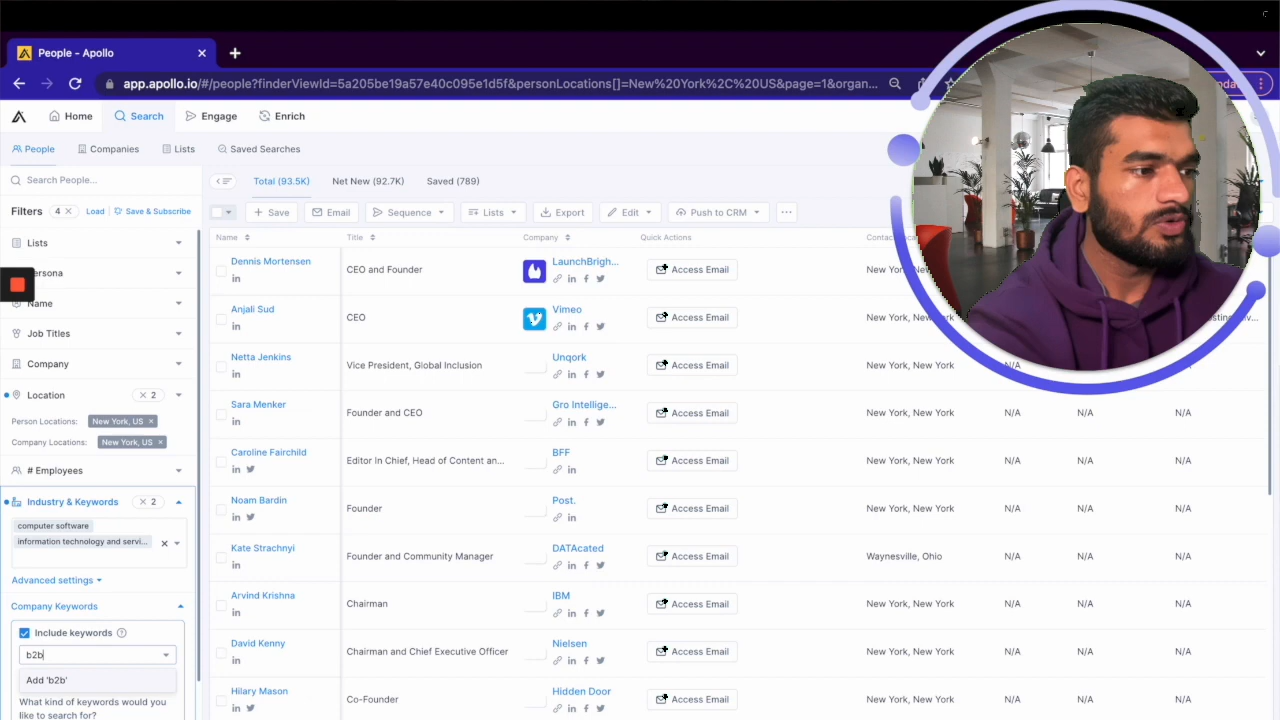 People – Apollo
app.apollo.io/#/people?finderViewId=5a205be19a57e40c095e1d5f&personLocations[]=New%20York%2C%20US&page=1&organ...
Home
Search
Engage
Enrich
People
Companies
Lists
Saved Searches
Search People...
Total (93.5K)
Net New (92.7K)
Saved (789)
Filters
4
Load
Save & Subscribe
Save
Email
Sequence
Lists
Export
Edit
Push to CRM
Name
Title
Company
Quick Actions
Lists
Persona
Name
Job Titles
Company
Location
2
Person Locations:
New York, US
Company Locations:
New York, US
# Employees
Industry & Keywords
2
computer software
information technology and servi...
Advanced settings
Company Keywords
Include keywords
b2b
Add 'b2b'
What kind of keywords would you
like to search for?
Dennis Mortensen
CEO and Founder
LaunchBrigh...
Access Email
Anjali Sud
CEO
Vimeo
Access Email
Netta Jenkins
Vice President, Global Inclusion
Unqork
Access Email
Sara Menker
Founder and CEO
Gro Intellige...
Access Email
New York, New York
N/A
N/A
N/A
Caroline Fairchild
Editor In Chief, Head of Content an...
BFF
Access Email
New York, New York
N/A
N/A
N/A
Noam Bardin
Founder
Post.
Access Email
New York, New York
N/A
N/A
N/A
Kate Strachnyi
Founder and Community Manager
DATAcated
Access Email
Waynesville, Ohio
N/A
N/A
N/A
Arvind Krishna
Chairman
IBM
Access Email
New York, New York
N/A
N/A
N/A
David Kenny
Chairman and Chief Executive Officer
Nielsen
Access Email
New York, New York
N/A
N/A
N/A
Hilary Mason
Co-Founder
Hidden Door
Access Email
New York, New York
N/A
N/A
N/A